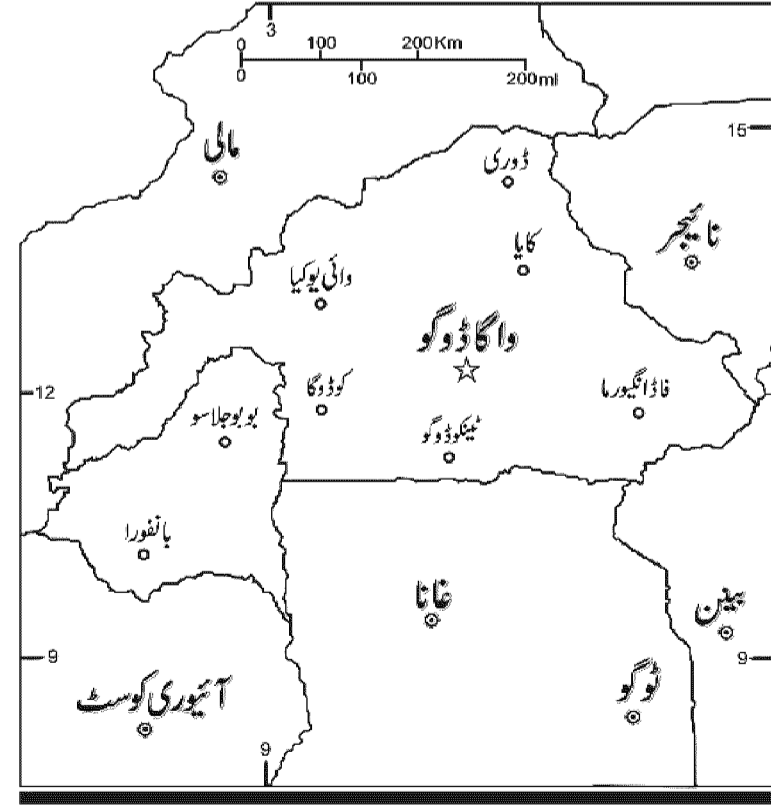 3
0 100 200Km
0 100 200ml
15
مالی
ڈوری
نائیجر
کایا
وائی یوکیا
واگاڈوگو
12
کوڈوگا
فاڈانگیورما
بوبوجلاسو
ٹینکوڈوگو
بانفورا
غانا
بینن
9
9
ٹوگو
آئیوری کوسٹ
9